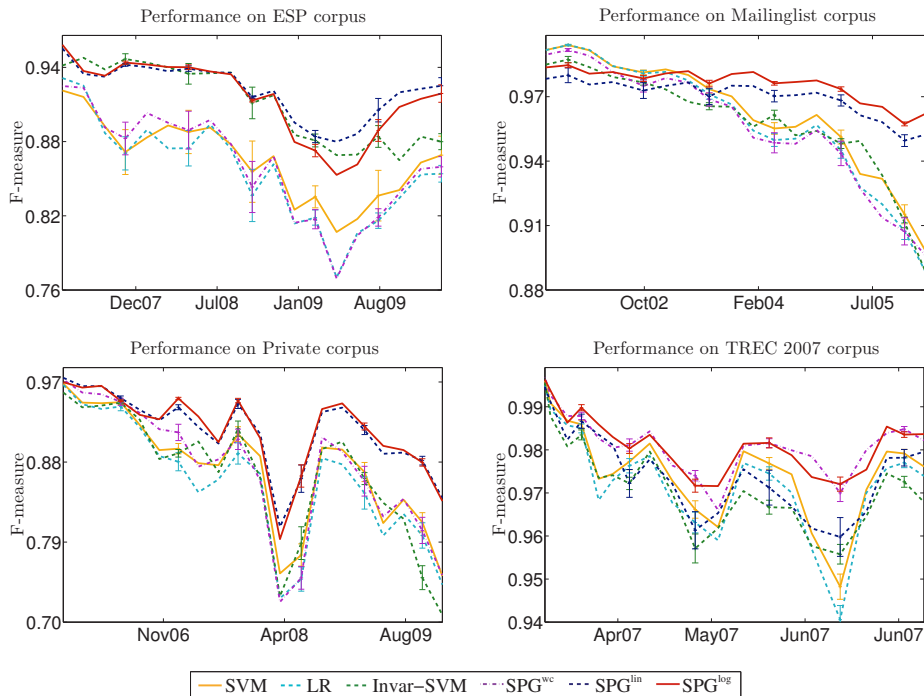 Performance on ESP corpus
F-measure
0.94
0.88
0.82
0.76
Dec07 Jul08 Jan09 Aug09
Performance on Mailinglist corpus
F-measure
0.97
0.94
0.91
0.88
Oct02 Feb04 Jul05
Performance on Private corpus
F-measure
0.97
0.88
0.79
0.70
Nov06 Apr08 Aug09
Performance on TREC 2007 corpus
F-measure
0.99
0.98
0.97
0.96
0.95
0.94
Apr07 May07 Jun07 Jun07
SVM LR Invar-SVM SPG^wc SPG^lin SPG^log